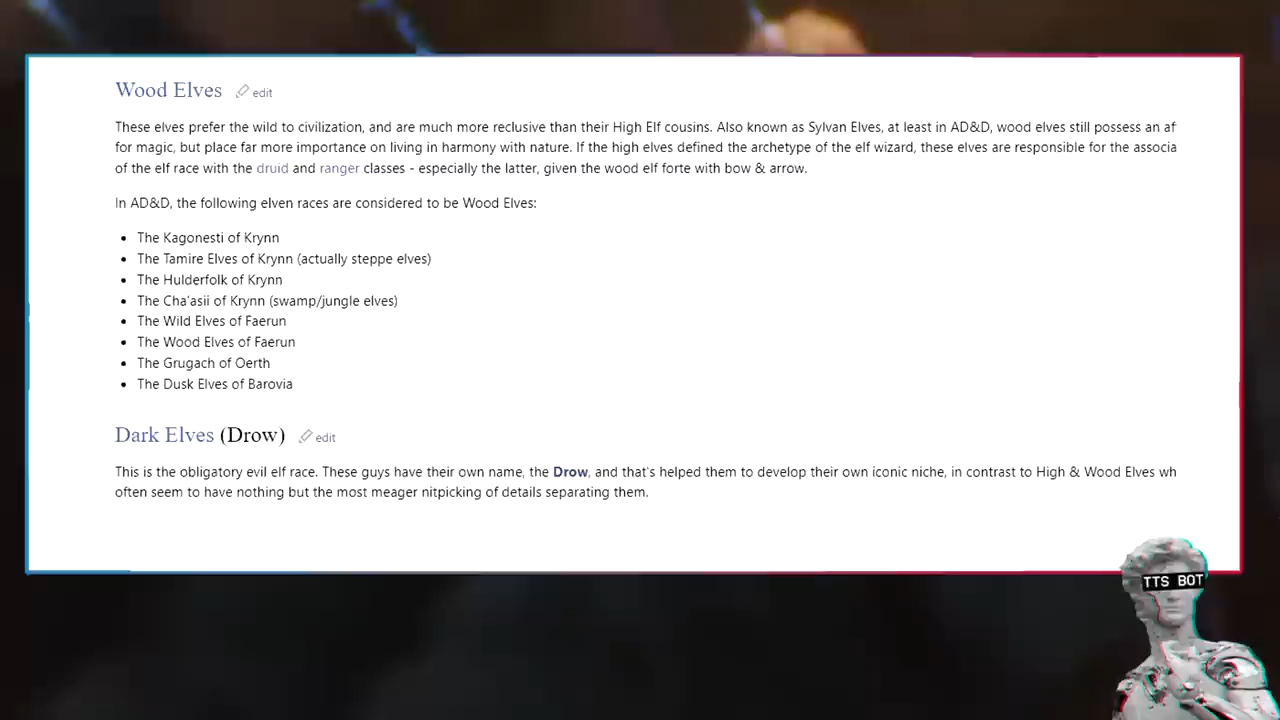 Wood Elves edit
These elves prefer the wild to civilization, and are much more reclusive than their High Elf cousins. Also known as Sylvan Elves, at least in AD&D, wood elves still possess an af
for magic, but place far more importance on living in harmony with nature. If the high elves defined the archetype of the elf wizard, these elves are responsible for the associa
of the elf race with the druid and ranger classes - especially the latter, given the wood elf forte with bow & arrow.
In AD&D, the following elven races are considered to be Wood Elves:
• The Kagonesti of Krynn
• The Tamire Elves of Krynn (actually steppe elves)
• The Hulderfolk of Krynn
• The Cha'asii of Krynn (swamp/jungle elves)
• The Wild Elves of Faerun
• The Wood Elves of Faerun
• The Grugach of Oerth
• The Dusk Elves of Barovia
Dark Elves (Drow) edit
This is the obligatory evil elf race. These guys have their own name, the Drow, and that's helped them to develop their own iconic niche, in contrast to High & Wood Elves wh
often seem to have nothing but the most meager nitpicking of details separating them.
TTS BOT